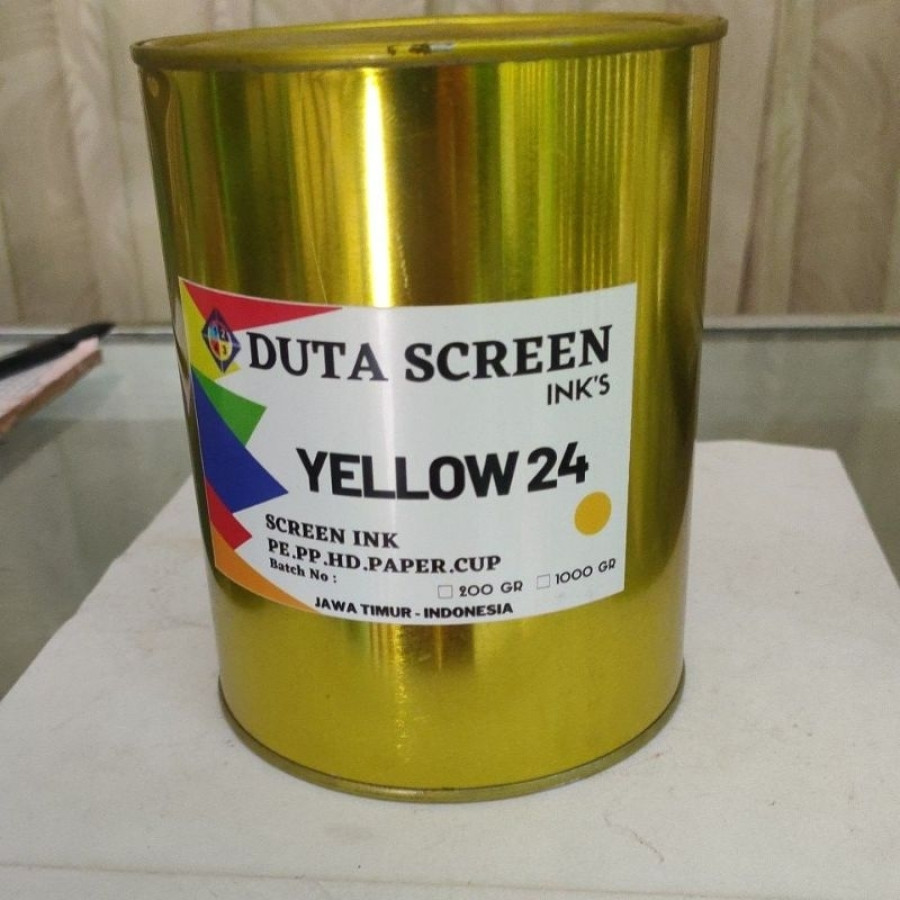 DUTA SCREEN
INK'S
YELLOW 24
SCREEN INK
PE.PP.HD.PAPER.CUP
Batch No :
200 GR 1000 GR
JAWA TIMUR - INDONESIA